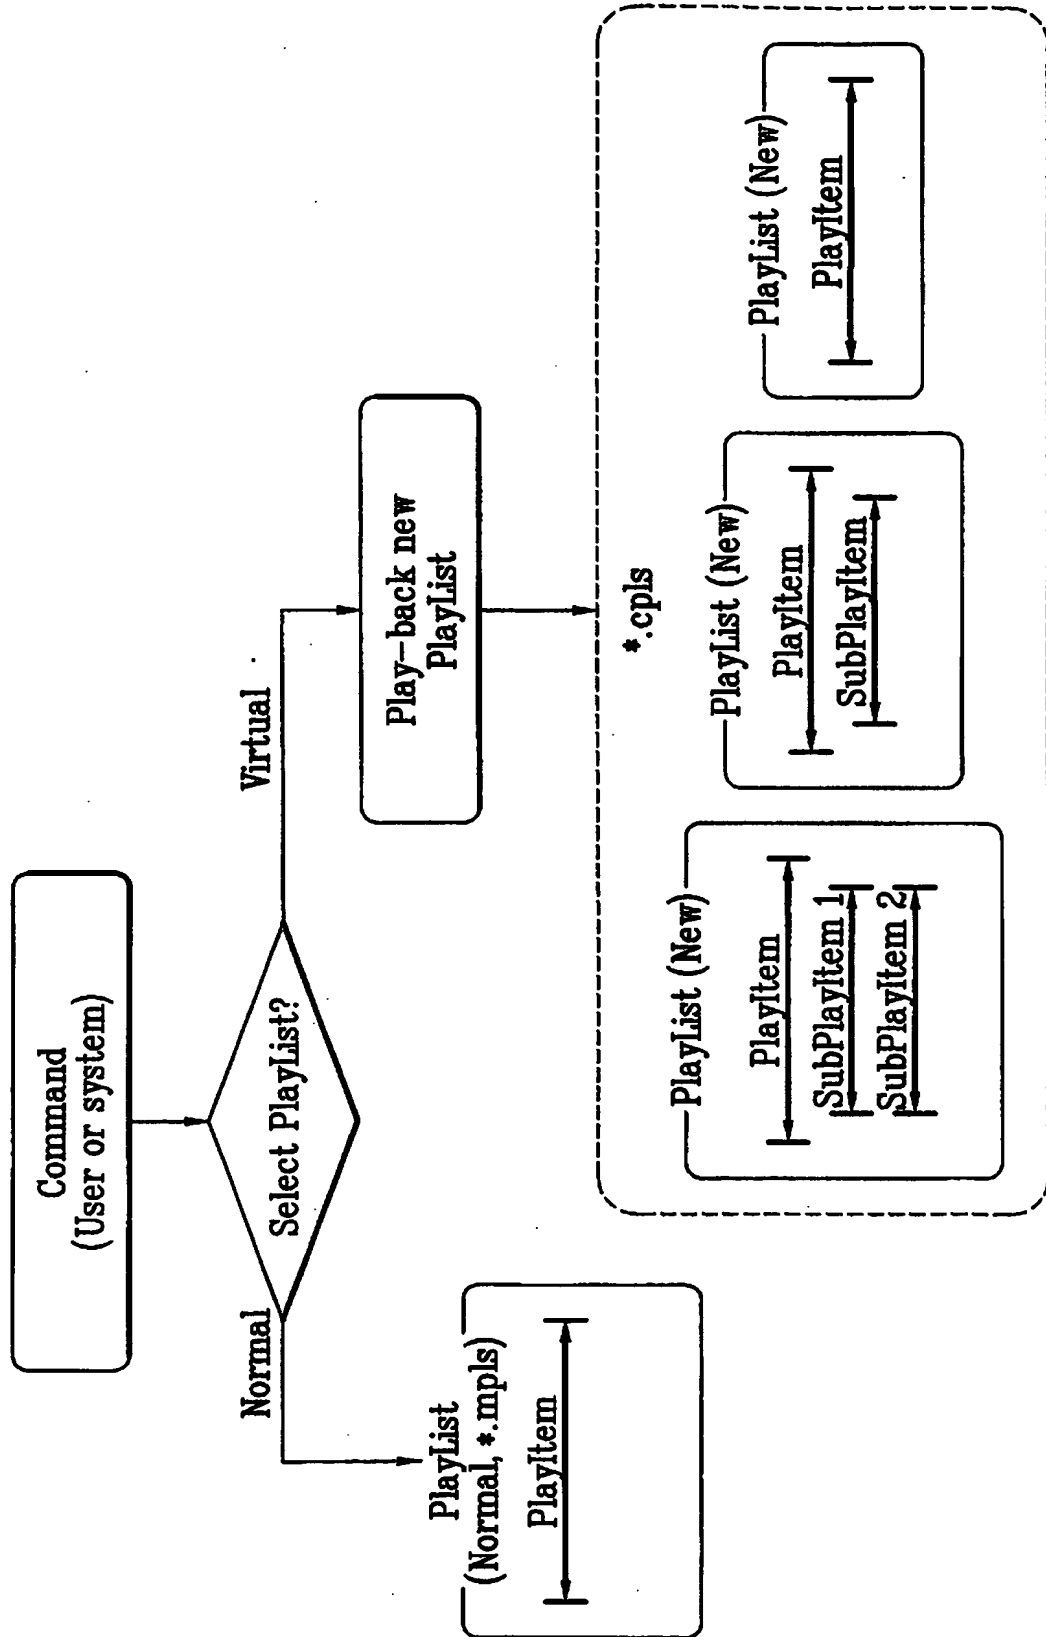 Command
(User or system)
Select PlayList?
Normal
Virtual
PlayList
(Normal, *.mpls)
PlayItem
Play-back new
PlayList
*.cpls
PlayList (New)
PlayItem
SubPlayItem 1
SubPlayItem 2
PlayList (New)
PlayItem
SubPlayItem
PlayList (New)
PlayItem